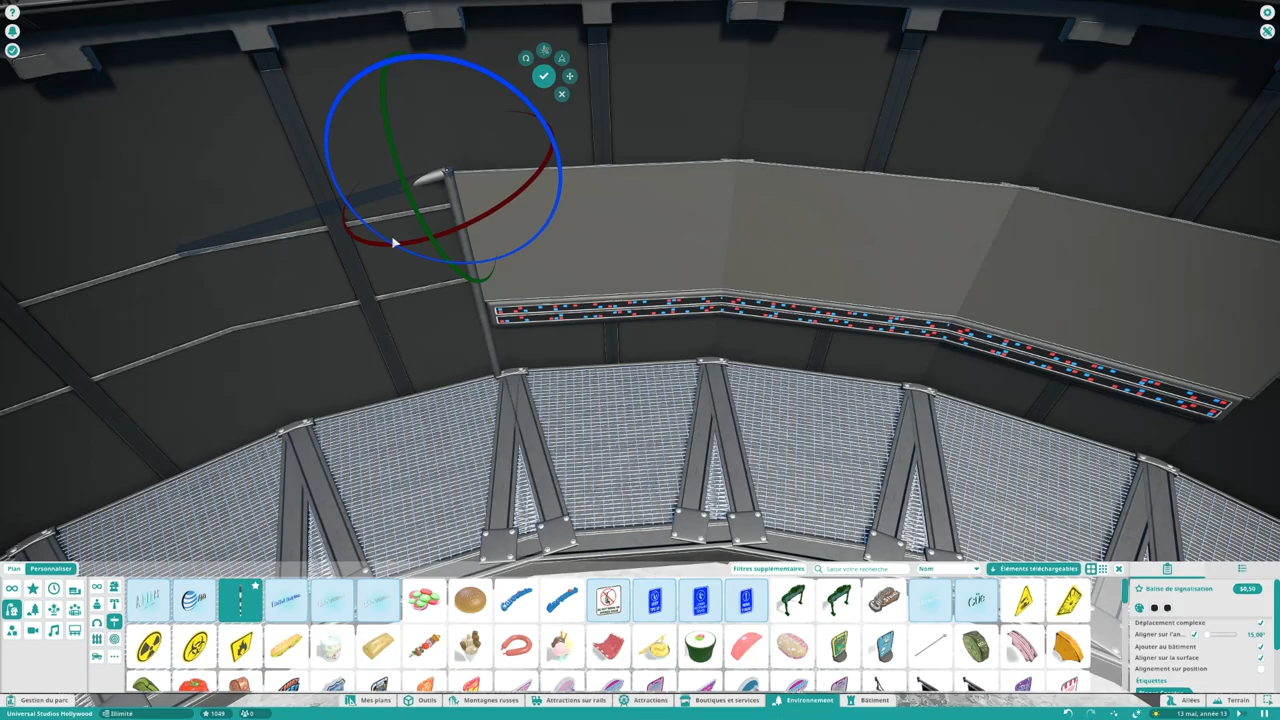 Plan Personnaliser
Filtres supplémentaires
Saisir votre recherche
Nom
Éléments téléchargeables
Balise de signalisation
$0,50
Déplacement complexe
Aligner sur l'an...
15,00°
Ajouter au bâtiment
Aligner sur la surface
Alignement sur position
Étiquettes
Gestion du parc
Mes plans
Outils
Montagnes russes
Attractions sur rails
Attractions
Boutiques et services
Environnement
Bâtiment
Allées
Terrain
Universal Studios Hollywood
Illimité
1049
0
13 mai, année 13